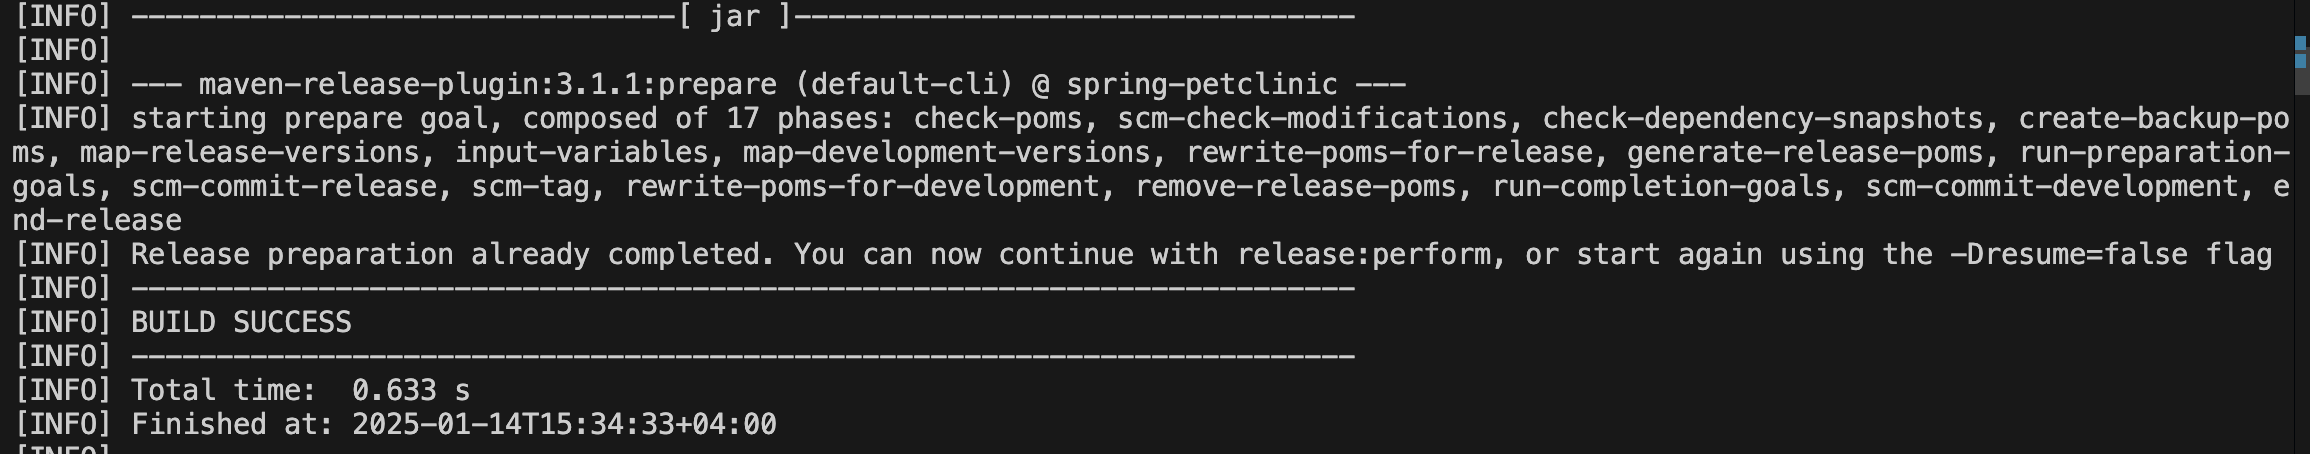 [INFO] --------------------------------[ jar ]---------------------------------
[INFO]
[INFO] --- maven-release-plugin:3.1.1:prepare (default-cli) @ spring-petclinic ---
[INFO] starting prepare goal, composed of 17 phases: check-poms, scm-check-modifications, check-dependency-snapshots, create-backup-po
ms, map-release-versions, input-variables, map-development-versions, rewrite-poms-for-release, generate-release-poms, run-preparation-
goals, scm-commit-release, scm-tag, rewrite-poms-for-development, remove-release-poms, run-completion-goals, scm-commit-development, e
nd-release
[INFO] Release preparation already completed. You can now continue with release:perform, or start again using the -Dresume=false flag
[INFO] ------------------------------------------------------------------------
[INFO] BUILD SUCCESS
[INFO] ------------------------------------------------------------------------
[INFO] Total time:  0.633 s
[INFO] Finished at: 2025-01-14T15:34:33+04:00
[INFO]